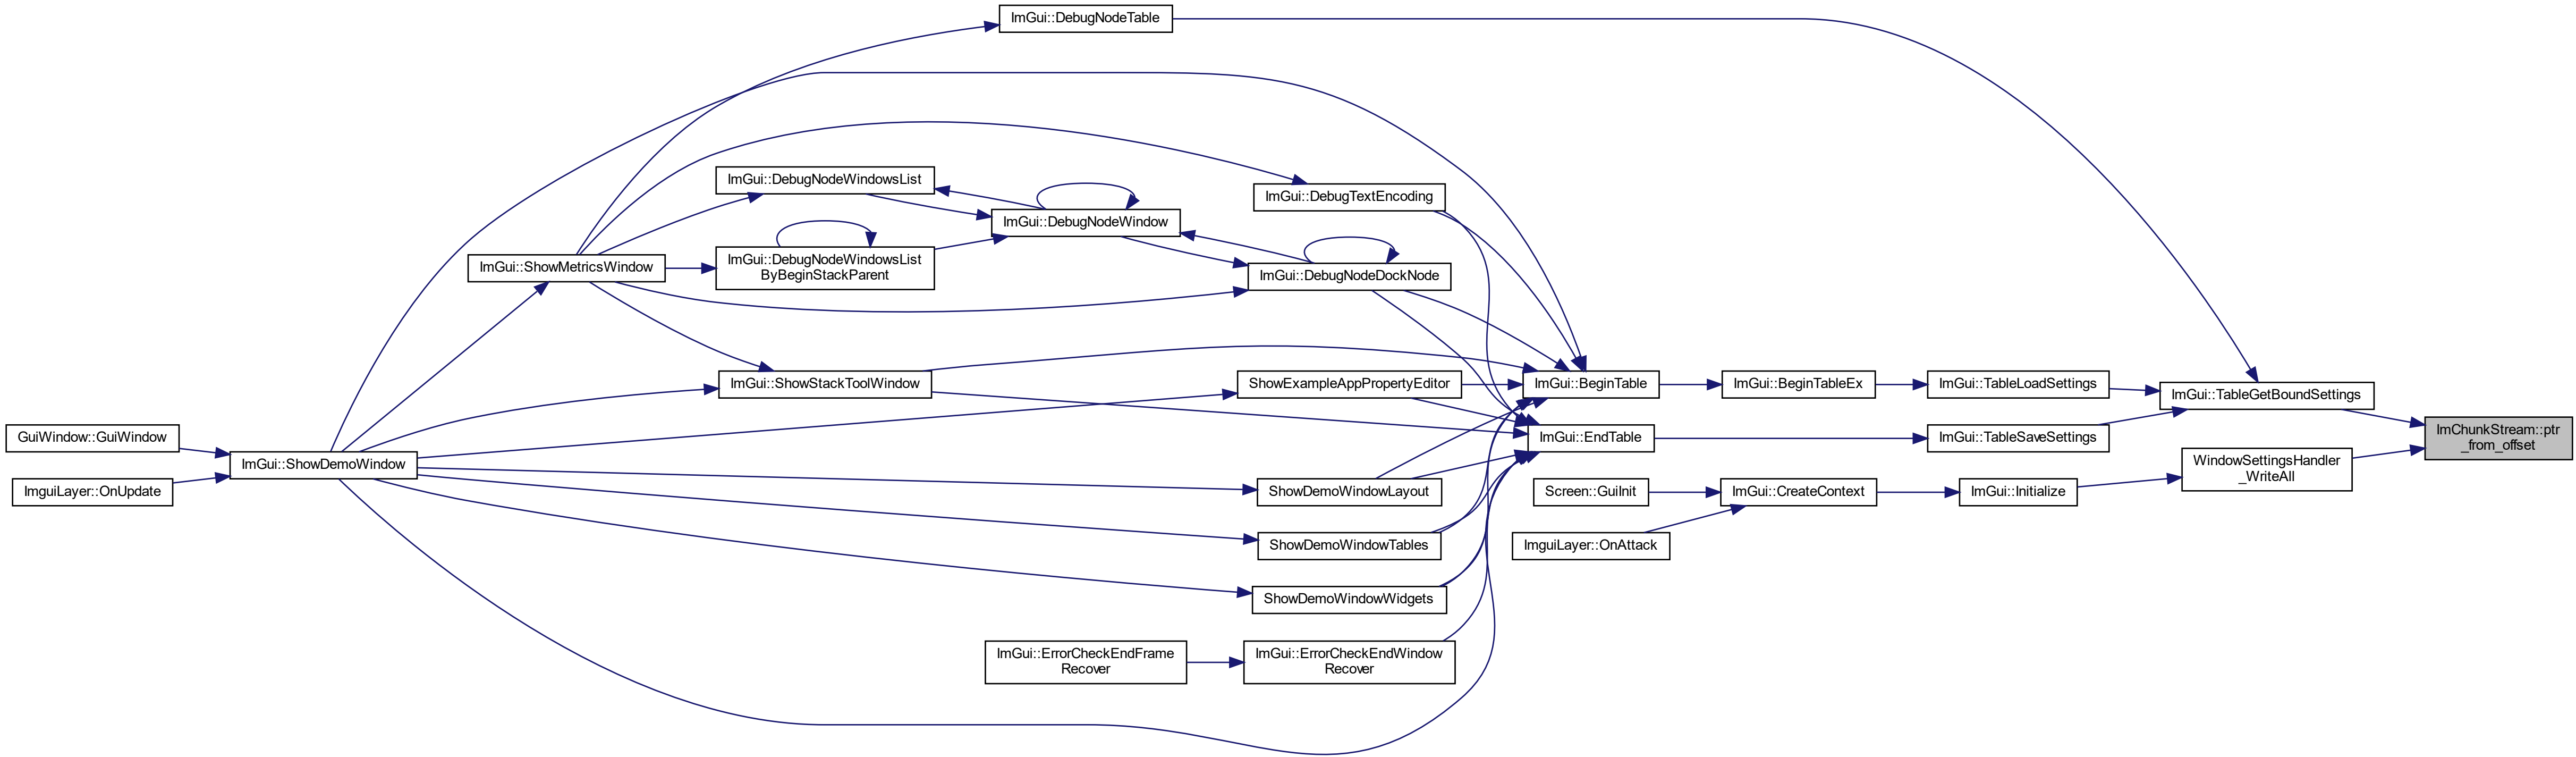 ImGui::DebugNodeTable
ImGui::DebugNodeWindowsList
ImGui::DebugTextEncoding
ImGui::DebugNodeWindow
ImGui::ShowMetricsWindow
ImGui::DebugNodeWindowsList
ByBeginStackParent
ImGui::DebugNodeDockNode
ImGui::ShowStackToolWindow
ShowExampleAppPropertyEditor
ImGui::BeginTable
ImGui::BeginTableEx
ImGui::TableLoadSettings
ImGui::TableGetBoundSettings
GuiWindow::GuiWindow
ImGui::EndTable
ImGui::TableSaveSettings
ImChunkStream::ptr
_from_offset
ImGui::ShowDemoWindow
WindowSettingsHandler
_WriteAll
ImguiLayer::OnUpdate
ShowDemoWindowLayout
Screen::GuiInit
ImGui::CreateContext
ImGui::Initialize
ShowDemoWindowTables
ImguiLayer::OnAttack
ShowDemoWindowWidgets
ImGui::ErrorCheckEndFrame
Recover
ImGui::ErrorCheckEndWindow
Recover